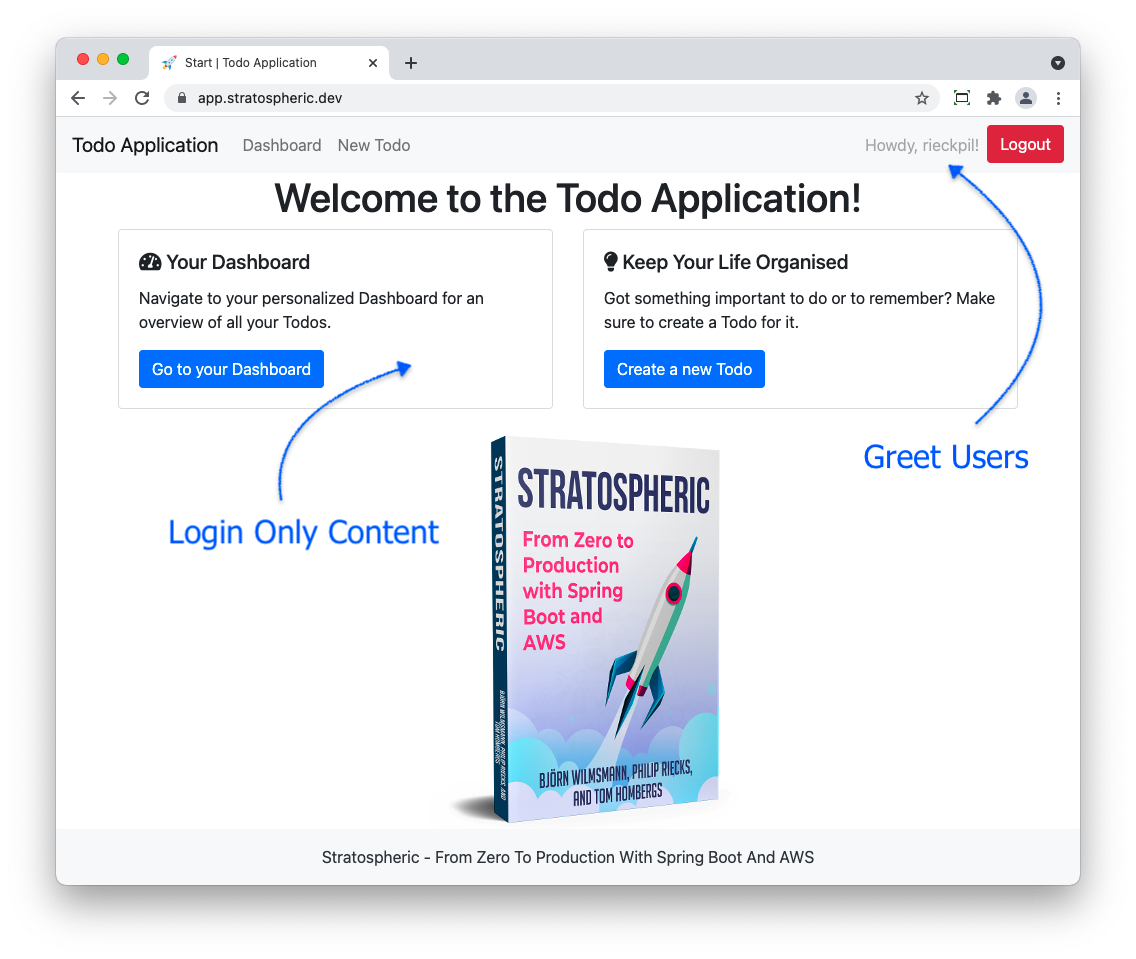 Start | Todo Application
app.stratospheric.dev
Todo Application Dashboard New Todo Howdy, rieckpil! Logout
Welcome to the Todo Application!
Your Dashboard
Navigate to your personalized Dashboard for an
overview of all your Todos.
Go to your Dashboard
Keep Your Life Organised
Got something important to do or to remember? Make
sure to create a Todo for it.
Create a new Todo
Greet Users
Login Only Content
STRATOSPHERIC
BJÖRN WILMSMANN, PHILIP RIECKS, AND
TOM HOMBERGS
STRATOSPHERIC
From Zero to
Production
with Spring
Boot and
AWS
BJÖRN WILMSMANN, PHILIP RIECKS,
AND TOM HOMBERGS
Stratospheric - From Zero To Production With Spring Boot And AWS